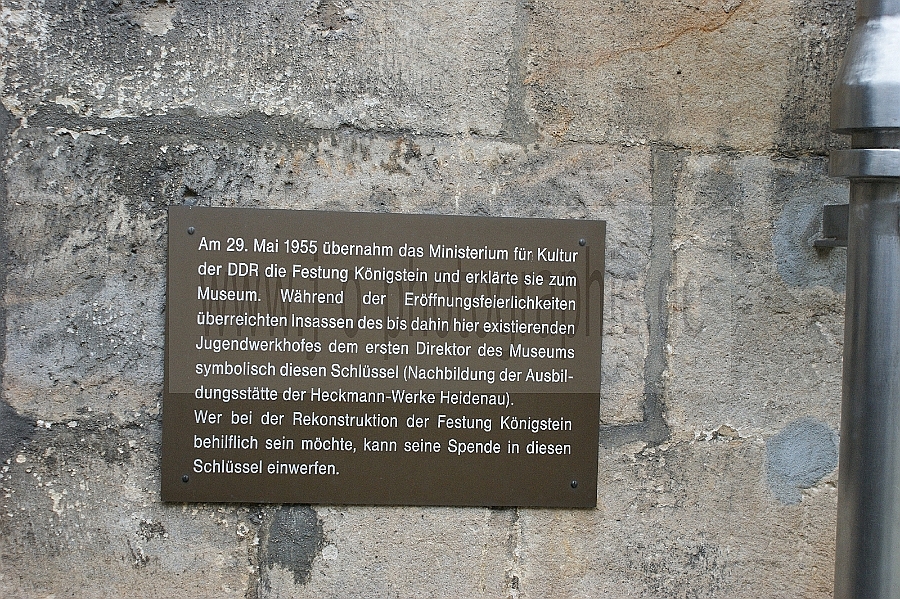 Am 29. Mai 1955 übernahm das Ministerium für Kultur
der DDR die Festung Königstein und erklärte sie zum
Museum. Während der Eröffnungsfeierlichkeiten
überreichten Insassen des bis dahin hier existierenden
Jugendwerkhofes dem ersten Direktor des Museums
symbolisch diesen Schlüssel (Nachbildung der Ausbil-
dungsstätte der Heckmann-Werke Heidenau).
Wer bei der Rekonstruktion der Festung Königstein
behilflich sein möchte, kann seine Spende in diesen
Schlüssel einwerfen.